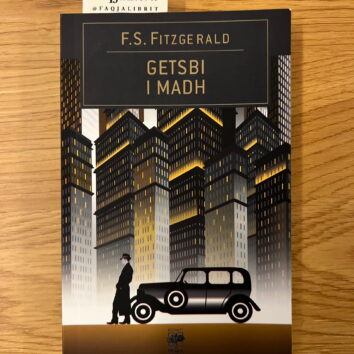 @FAQJALIBRIT
F.S. FITZGERALD
GETSBI
I MADH